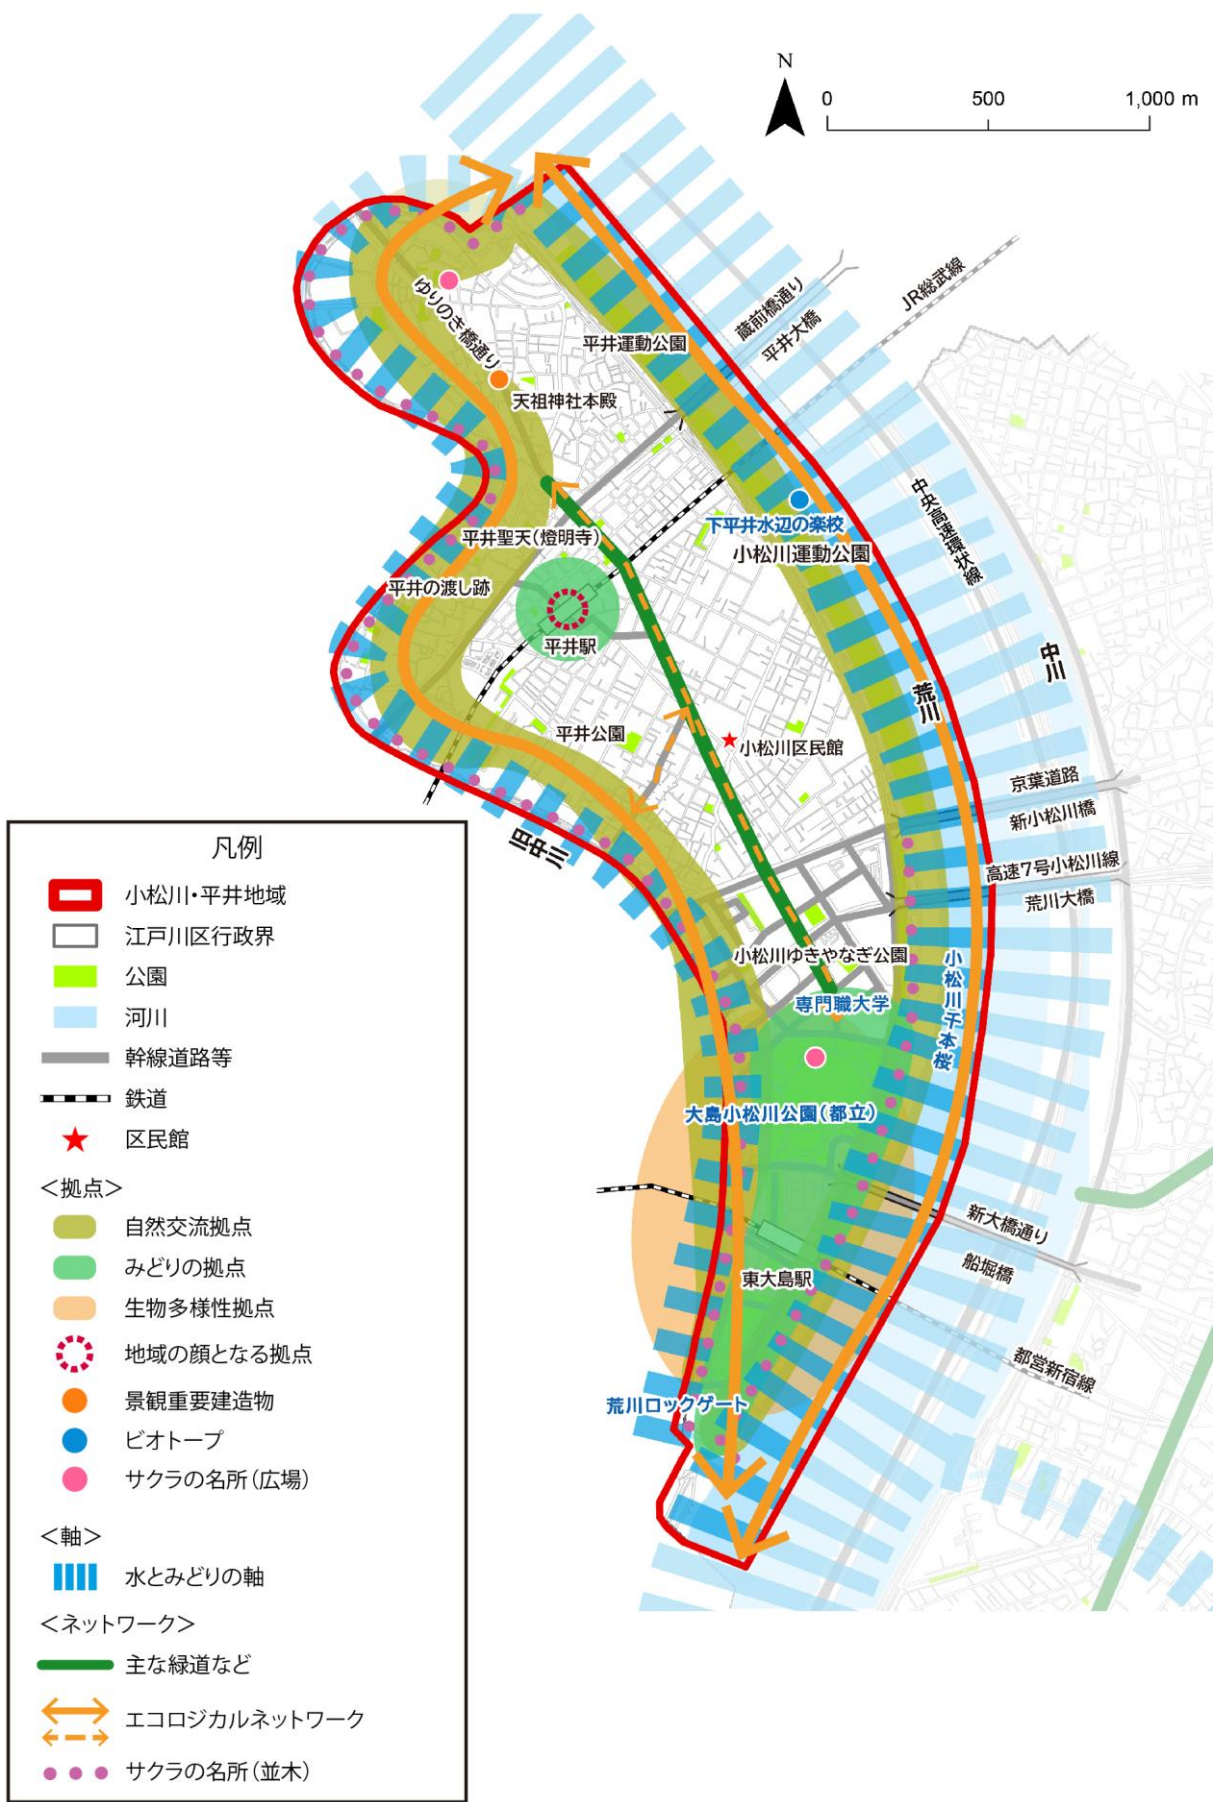 N
0 500 1,000 m
蔵前橋通り
平井大橋
JR総武線
ゆりのき橋通り
平井運動公園
天祖神社本殿
中央高速環状線
下平井水辺の楽校
小松川運動公園
平井聖天(燈明寺)
平井の渡し跡
平井駅
中川
荒川
平井公園
小松川区民館
京葉道路
新小松川橋
旧中川
高速7号小松川線
荒川大橋
小松川ゆきやなぎ公園
小松川千本桜
専門職大学
大島小松川公園(都立)
新大橋通り
船堀橋
東大島駅
都営新宿線
荒川ロックゲート
凡例
小松川・平井地域
江戸川区行政界
公園
河川
幹線道路等
鉄道
区民館
<拠点>
自然交流拠点
みどりの拠点
生物多様性拠点
地域の顔となる拠点
景観重要建造物
ビオトープ
サクラの名所(広場)
<軸>
水とみどりの軸
<ネットワーク>
主な緑道など
エコロジカルネットワーク
サクラの名所(並木)